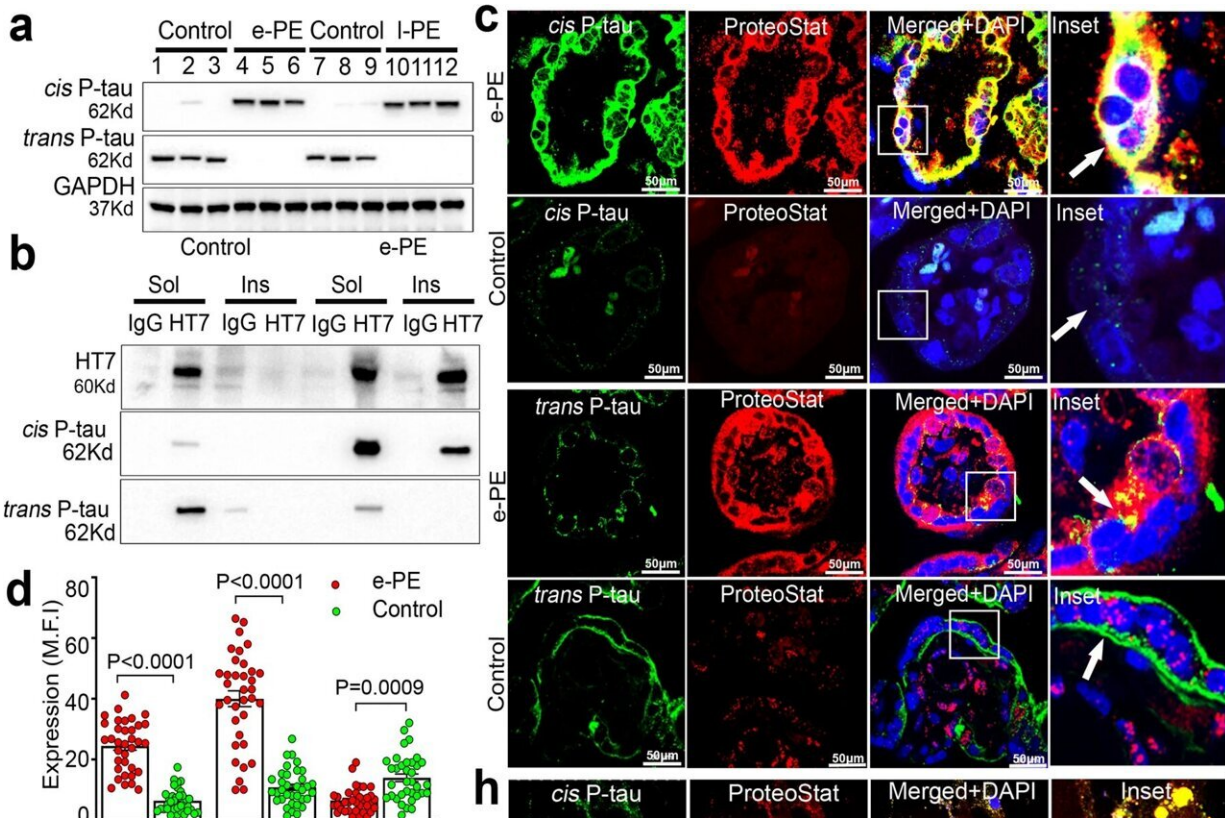 a
Control e-PE Control l-PE
1 2 3 4 5 6 7 8 9 10 11 12
cis P-tau
62Kd
trans P-tau
62Kd
GAPDH
37Kd
b
Control e-PE
Sol Ins Sol Ins
IgG HT7 IgG HT7 IgG HT7 IgG HT7
HT7
60Kd
cis P-tau
62Kd
trans P-tau
62Kd
c
e-PE
cis P-tau ProteoStat Merged+DAPI Inset
50µm 50µm 50µm
Control
cis P-tau ProteoStat Merged+DAPI Inset
50µm 50µm 50µm
e-PE
trans P-tau ProteoStat Merged+DAPI Inset
50µm 50µm 50µm
Control
trans P-tau ProteoStat Merged+DAPI Inset
50µm 50µm 50µm
d
Expression (M.F.I)
80
60
40
20
0
P<0.0001
P<0.0001
P=0.0009
e-PE
Control
h
cis P-tau ProteoStat Merged+DAPI Inset